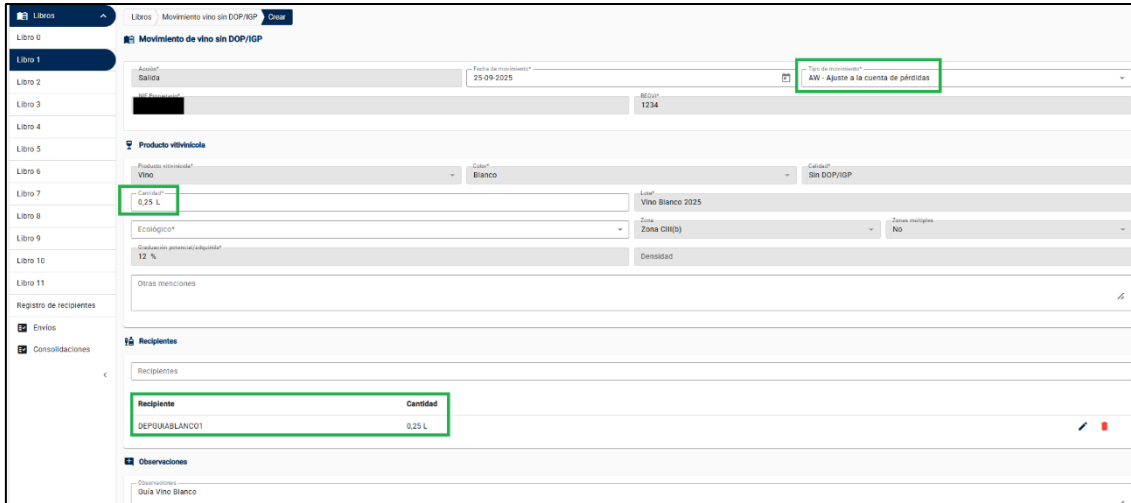 Libros
Libro 0
Libro 1
Libro 2
Libro 3
Libro 4
Libro 5
Libro 6
Libro 7
Libro 8
Libro 9
Libro 10
Libro 11
Registro de recipientes
Envíos
Consolidaciones
Libros Movimiento vino sin DOP/IGP Crear
Movimiento de vino sin DOP/IGP
Acción* Fecha de movimiento* Tipo de movimiento*
Salida 25-09-2025 AW - Ajuste a la cuenta de pérdidas
NIF Propietario* REOVI*
1234
Producto vitivinícola
Producto vitivinícola* Color* Calidad*
Vino Blanco Sin DOP/IGP
Cantidad* Lote*
0,25 L Vino Blanco 2025
Zona Zonas múltiples
Ecológico* Zona CIII(b) No
Graduación potencial/adquirida*
12 % Densidad
Otras menciones
Recipientes
Recipientes
Recipiente Cantidad
DEPGUIABLANCO1 0,25 L
Observaciones
Observaciones
Guía Vino Blanco